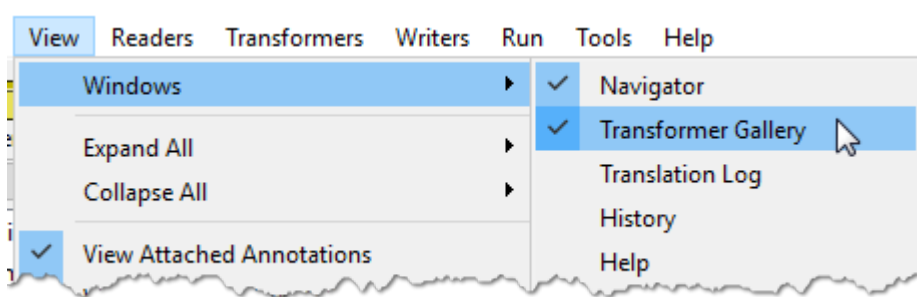 View Readers Transformers Writers Run Tools Help
Windows
Navigator
Transformer Gallery
Expand All
Translation Log
Collapse All
History
View Attached Annotations
Help